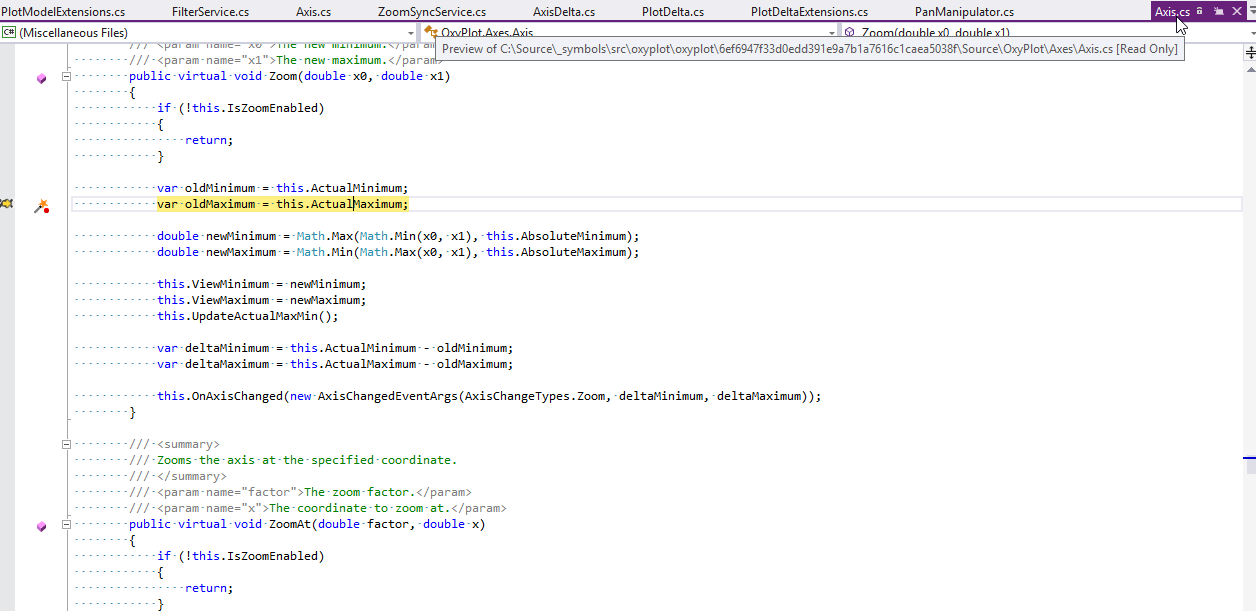 PlotModelExtensions.cs FilterService.cs Axis.cs ZoomSyncService.cs AxisDelta.cs PlotDelta.cs PlotDeltaExtensions.cs PanManipulator.cs Axis.cs
C# (Miscellaneous Files) OxyPlot.Axes.Axis Zoom(double x0, double x1)
Preview of C:\Source\_symbols\src\oxyplot\oxyplot\6ef6947f33d0edd391e9a7b1a7616c1caea5038f\Source\OxyPlot\Axes\Axis.cs [Read Only]
/// <param name="x0">The new minimum.</param>
/// <param name="x1">The new maximum.</param>
public virtual void Zoom(double x0, double x1)
{
if (!this.IsZoomEnabled)
{
return;
}
var oldMinimum = this.ActualMinimum;
var oldMaximum = this.ActualMaximum;
double newMinimum = Math.Max(Math.Min(x0, x1), this.AbsoluteMinimum);
double newMaximum = Math.Min(Math.Max(x0, x1), this.AbsoluteMaximum);
this.ViewMinimum = newMinimum;
this.ViewMaximum = newMaximum;
this.UpdateActualMaxMin();
var deltaMinimum = this.ActualMinimum - oldMinimum;
var deltaMaximum = this.ActualMaximum - oldMaximum;
this.OnAxisChanged(new AxisChangedEventArgs(AxisChangeTypes.Zoom, deltaMinimum, deltaMaximum));
}
/// <summary>
/// Zooms the axis at the specified coordinate.
/// </summary>
/// <param name="factor">The zoom factor.</param>
/// <param name="x">The coordinate to zoom at.</param>
public virtual void ZoomAt(double factor, double x)
{
if (!this.IsZoomEnabled)
{
return;
}